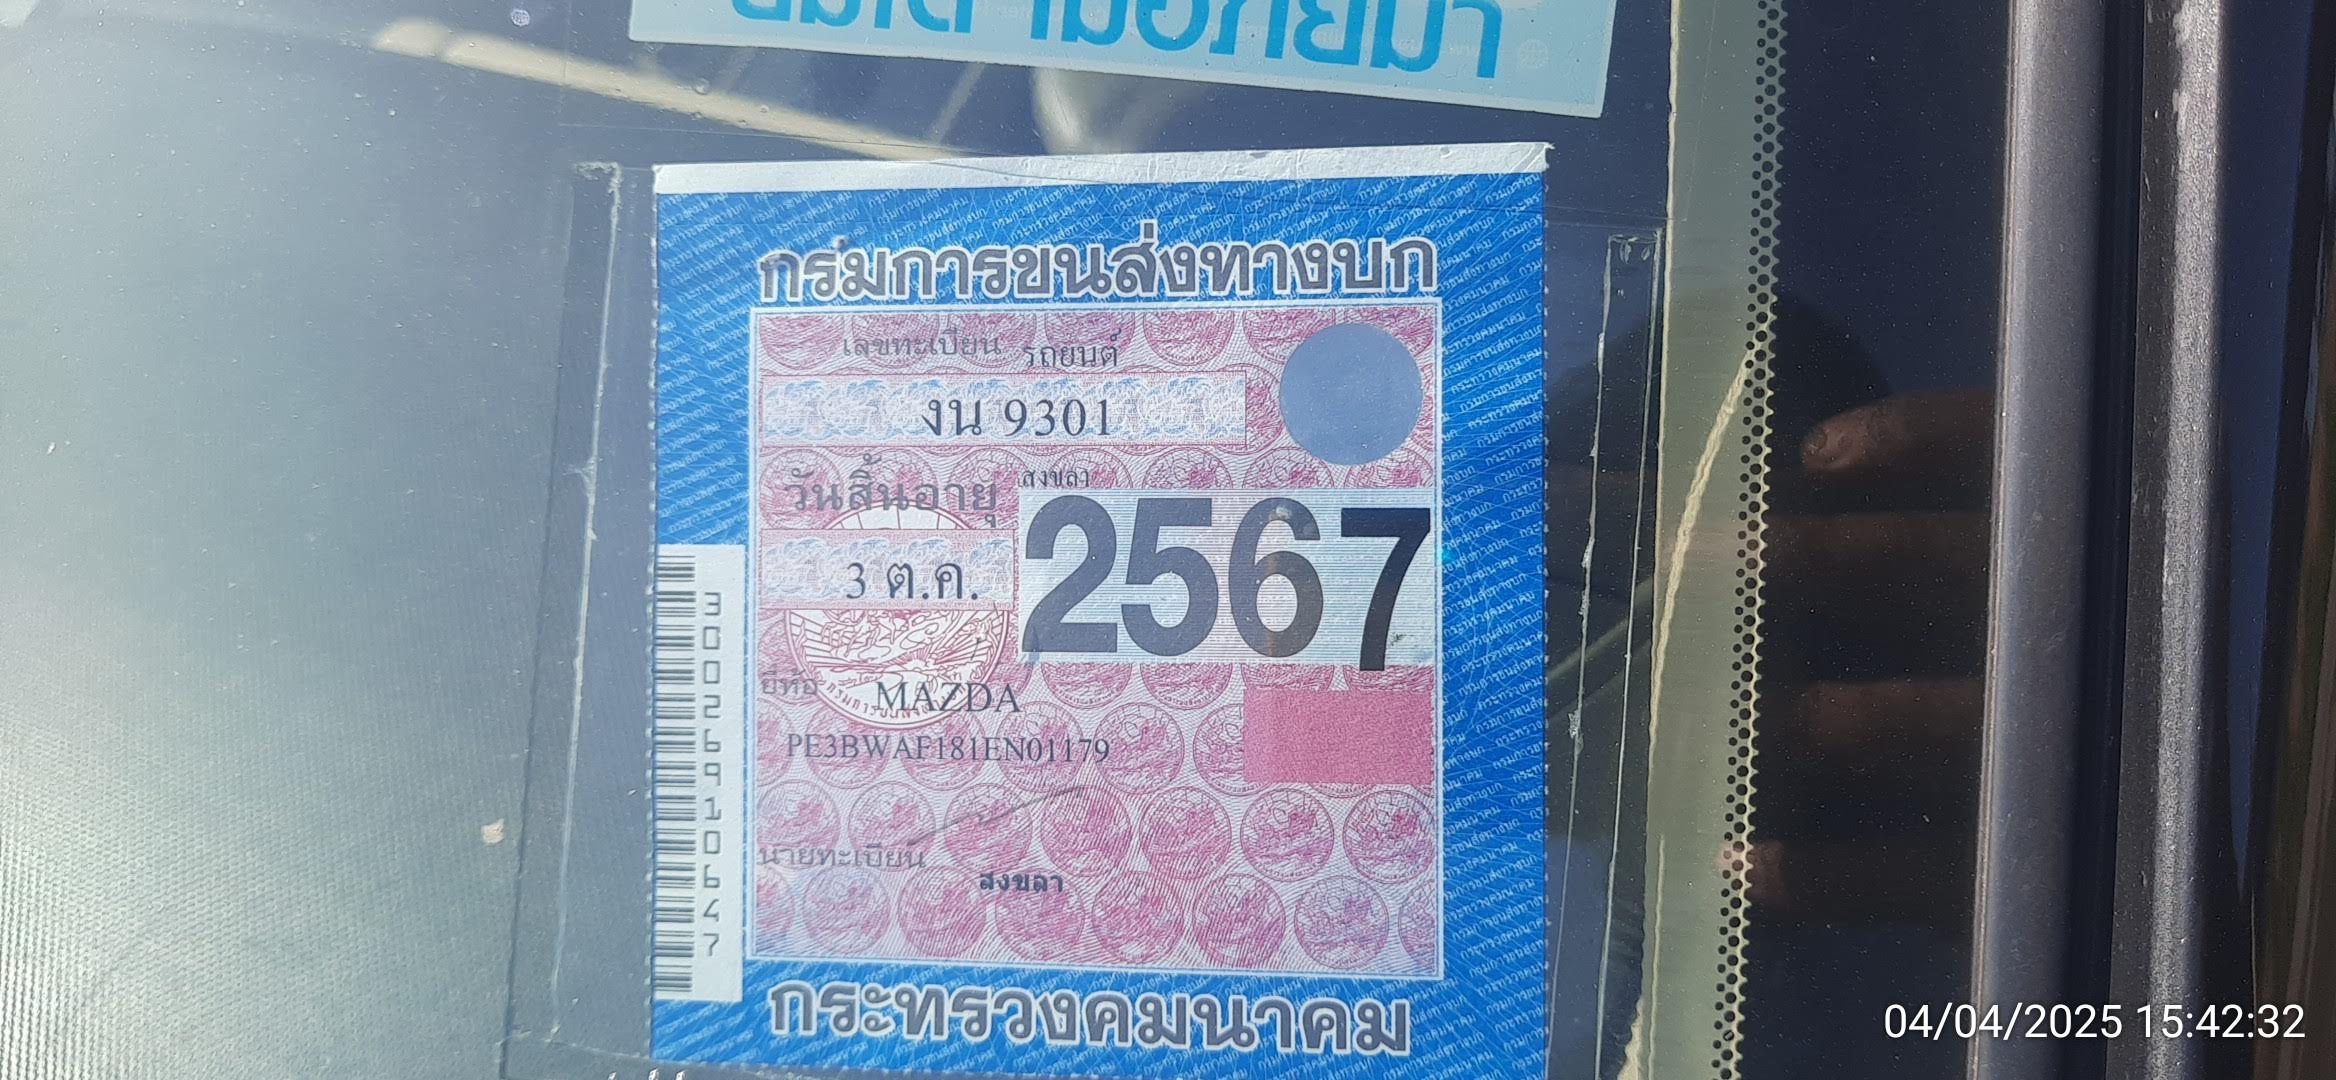 กรมการขนส่งทางบก
เลขทะเบียน รถยนต์
งน 9301
สงขลา
วันสิ้นอายุ
3 ต.ค. 2567
ยี่ห้อ MAZDA
PE3BWAF181EN01179
นายทะเบียน
สงขลา
กระทรวงคมนาคม
30026910647
04/04/2025 15:42:32